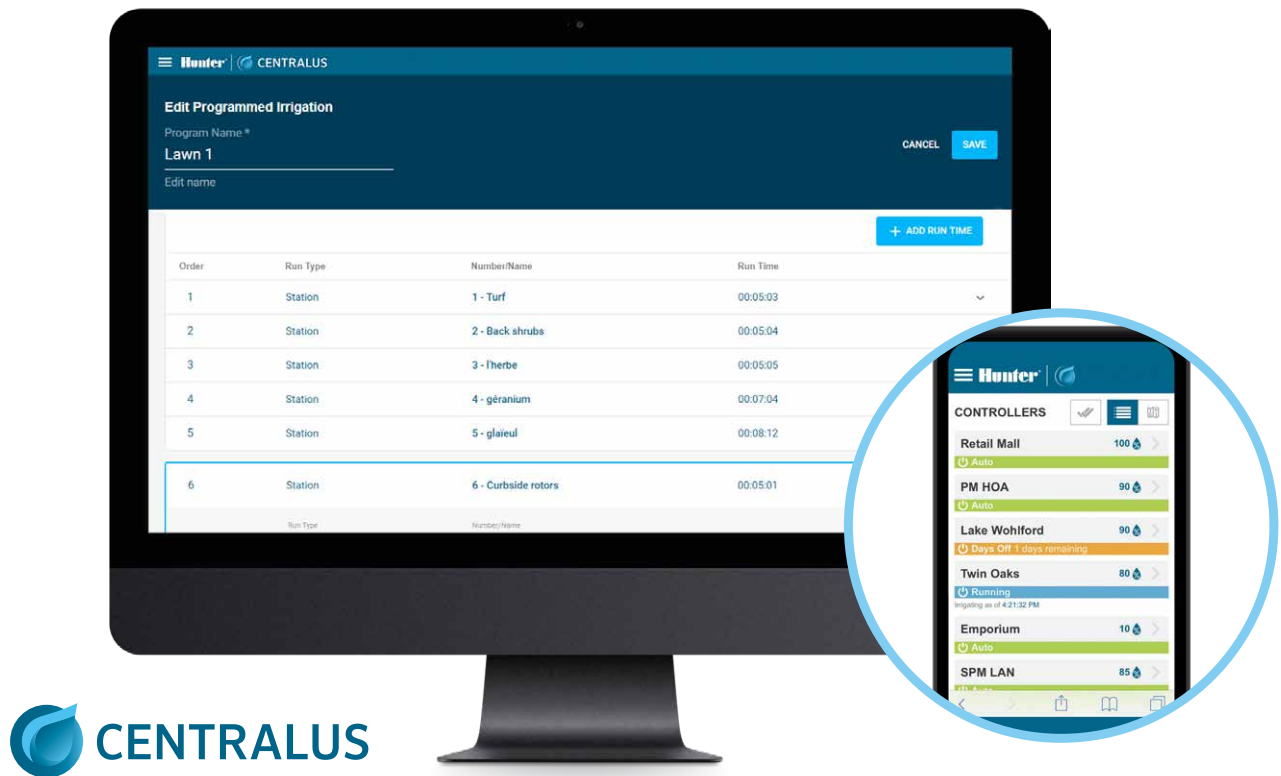 Hunter CENTRALUS
Edit Programmed Irrigation
Program Name *
Lawn 1
Edit name
CANCEL SAVE
+ ADD RUN TIME
Order Run Type Number/Name Run Time
1 Station 1 - Turf 00:05:03
2 Station 2 - Back shrubs 00:05:04
3 Station 3 - l'herbe 00:05:05
4 Station 4 - géranium 00:07:04
5 Station 5 - glaïeul 00:08:12
6 Station 6 - Curbside rotors 00:05:01
Run Type Number/Name
Hunter
CONTROLLERS
Retail Mall 100
Auto
PM HOA 90
Auto
Lake Wohlford 90
Days Off 1 days remaining
Twin Oaks 80
Running
Irrigating as of 4:21:32 PM
Emporium 10
Auto
SPM LAN 85
Auto
CENTRALUS